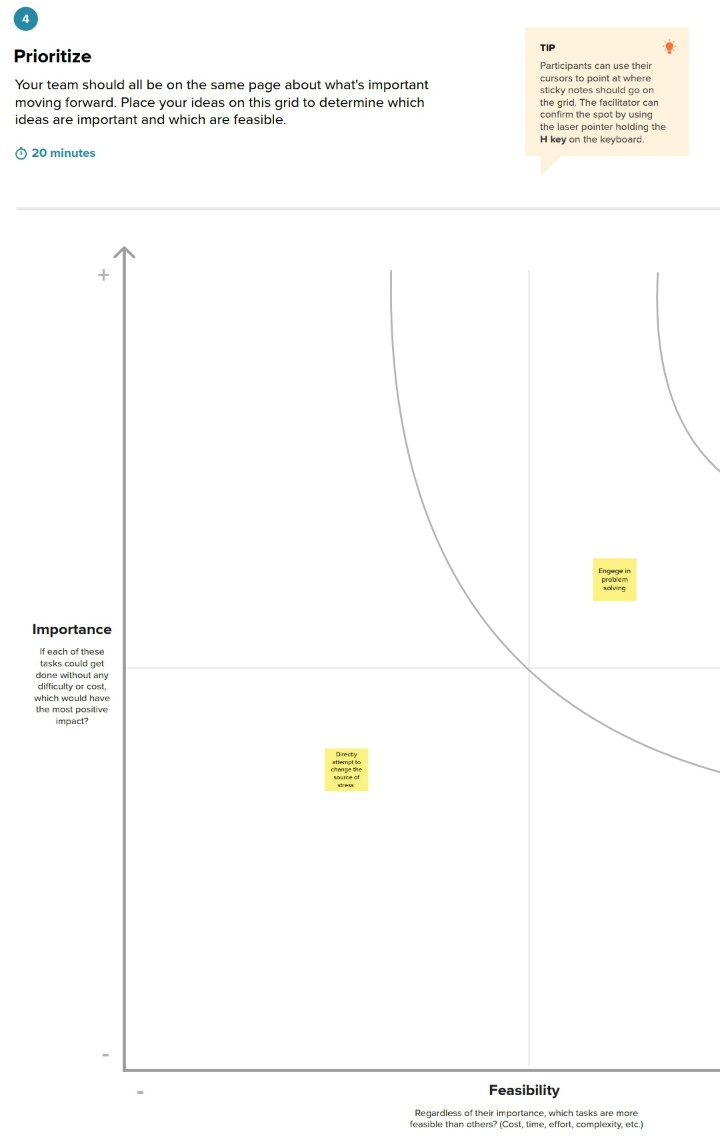 4
Prioritize
Your team should all be on the same page about what's important
moving forward. Place your ideas on this grid to determine which
ideas are important and which are feasible.
20 minutes
TIP
Participants can use their
cursors to point at where
sticky notes should go on
the grid. The facilitator can
confirm the spot by using
the laser pointer holding the
H key on the keyboard.
+
Engege in
problem
solving
Importance
If each of these
tasks could get
done without any
difficulty or cost,
which would have
the most positive
impact?
Directly
attempt to
change the
source of
stress
-
-
Feasibility
Regardless of their importance, which tasks are more
feasible than others? (Cost, time, effort, complexity, etc.)